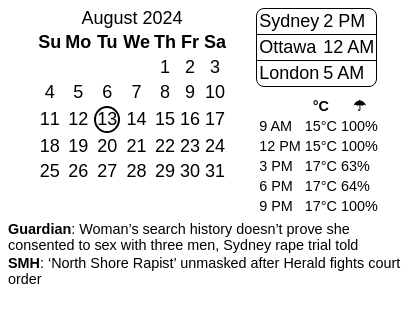 August 2024
Su Mo Tu We Th Fr Sa
1 2 3
4 5 6 7 8 9 10
11 12 13 14 15 16 17
18 19 20 21 22 23 24
25 26 27 28 29 30 31
Sydney 2 PM
Ottawa 12 AM
London 5 AM
°C ☂
9 AM 15°C 100%
12 PM 15°C 100%
3 PM 17°C 63%
6 PM 17°C 64%
9 PM 17°C 100%
Guardian: Woman’s search history doesn’t prove she
consented to sex with three men, Sydney rape trial told
SMH: ‘North Shore Rapist’ unmasked after Herald fights court
order